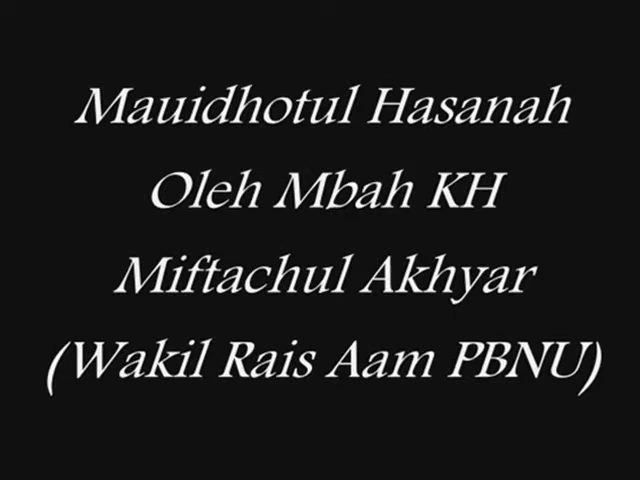 Mauidhotul Hasanah
Oleh Mbah KH
Miftachul Akhyar
(Wakil Rais Aam PBNU)